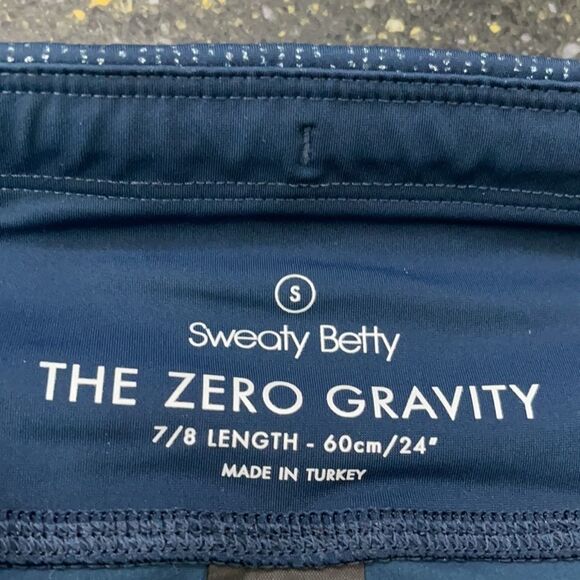 S
Sweaty Betty
THE ZERO GRAVITY
7/8 LENGTH - 60cm/24"
MADE IN TURKEY